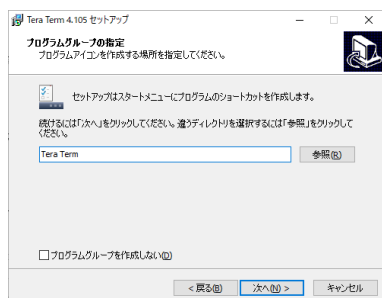 Tera Term 4.105 セットアップ
プログラムグループの指定
プログラムアイコンを作成する場所を指定してください。
セットアップはスタートメニューにプログラムのショートカットを作成します。
続けるには「次へ」をクリックしてください。違うディレクトリを選択するには「参照」をクリックして
ください。
Tera Term
参照(R)
プログラムグループを作成しない(D)
< 戻る(B)
次へ(N) >
キャンセル